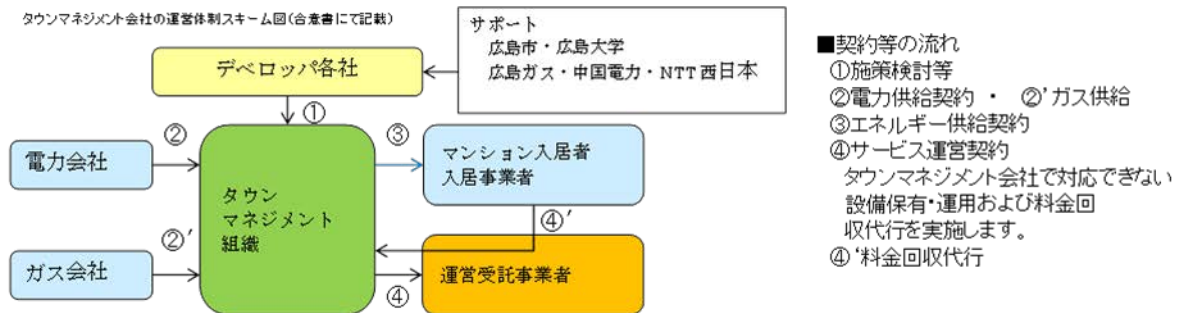 タウンマネジメント会社の運営体制スキーム図(合意書にて記載)
サポート
広島市・広島大学
広島ガス・中国電力・NTT西日本
デベロッパ各社
①
電力会社
②
ガス会社
②’
タウン
マネジメント
組織
③
マンション入居者
入居事業者
④’
運営受託事業者
④
■契約等の流れ
①施策検討等
②電力供給契約 ・ ②’ガス供給
③エネルギー供給契約
④サービス運営契約
タウンマネジメント会社で対応できない
設備保有・運用および料金回
収代行を実施します。
④‘料金回収代行